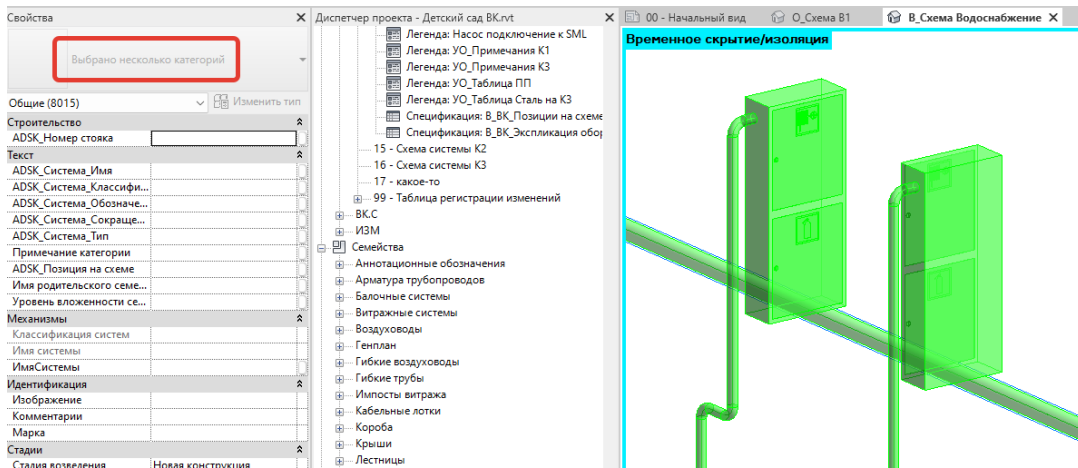 Свойства
Выбрано несколько категорий
Общие (8015)
Изменить тип
Строительство
ADSK_Номер стояка
Текст
ADSK_Система_Имя
ADSK_Система_Классифи...
ADSK_Система_Обозначе...
ADSK_Система_Сокраще...
ADSK_Система_Тип
Примечание категории
ADSK_Позиция на схеме
Имя родительского семе...
Уровень вложенности се...
Механизмы
Классификация систем
Имя системы
ИмяСистемы
Идентификация
Изображение
Комментарии
Марка
Стадии
Стадия возведения Новая конструкция
Диспетчер проекта - Детский сад ВК.rvt
Легенда: Насос подключение к SML
Легенда: УО_Примечания К1
Легенда: УО_Примечания К3
Легенда: УО_Таблица ПП
Легенда: УО_Таблица Сталь на К3
Спецификация: В_ВК_Позиции на схеме
Спецификация: В_ВК_Экспликация обор
15 - Схема системы К2
16 - Схема системы К3
17 - какое-то
99 - Таблица регистрации изменений
ВК.С
ИЗМ
Семейства
Аннотационные обозначения
Арматура трубопроводов
Балочные системы
Витражные системы
Воздуховоды
Генплан
Гибкие воздуховоды
Гибкие трубы
Импосты витража
Кабельные лотки
Короба
Крыши
Лестницы
00 - Начальный вид
О_Схема В1
В_Схема Водоснабжение
Временное скрытие/изоляция